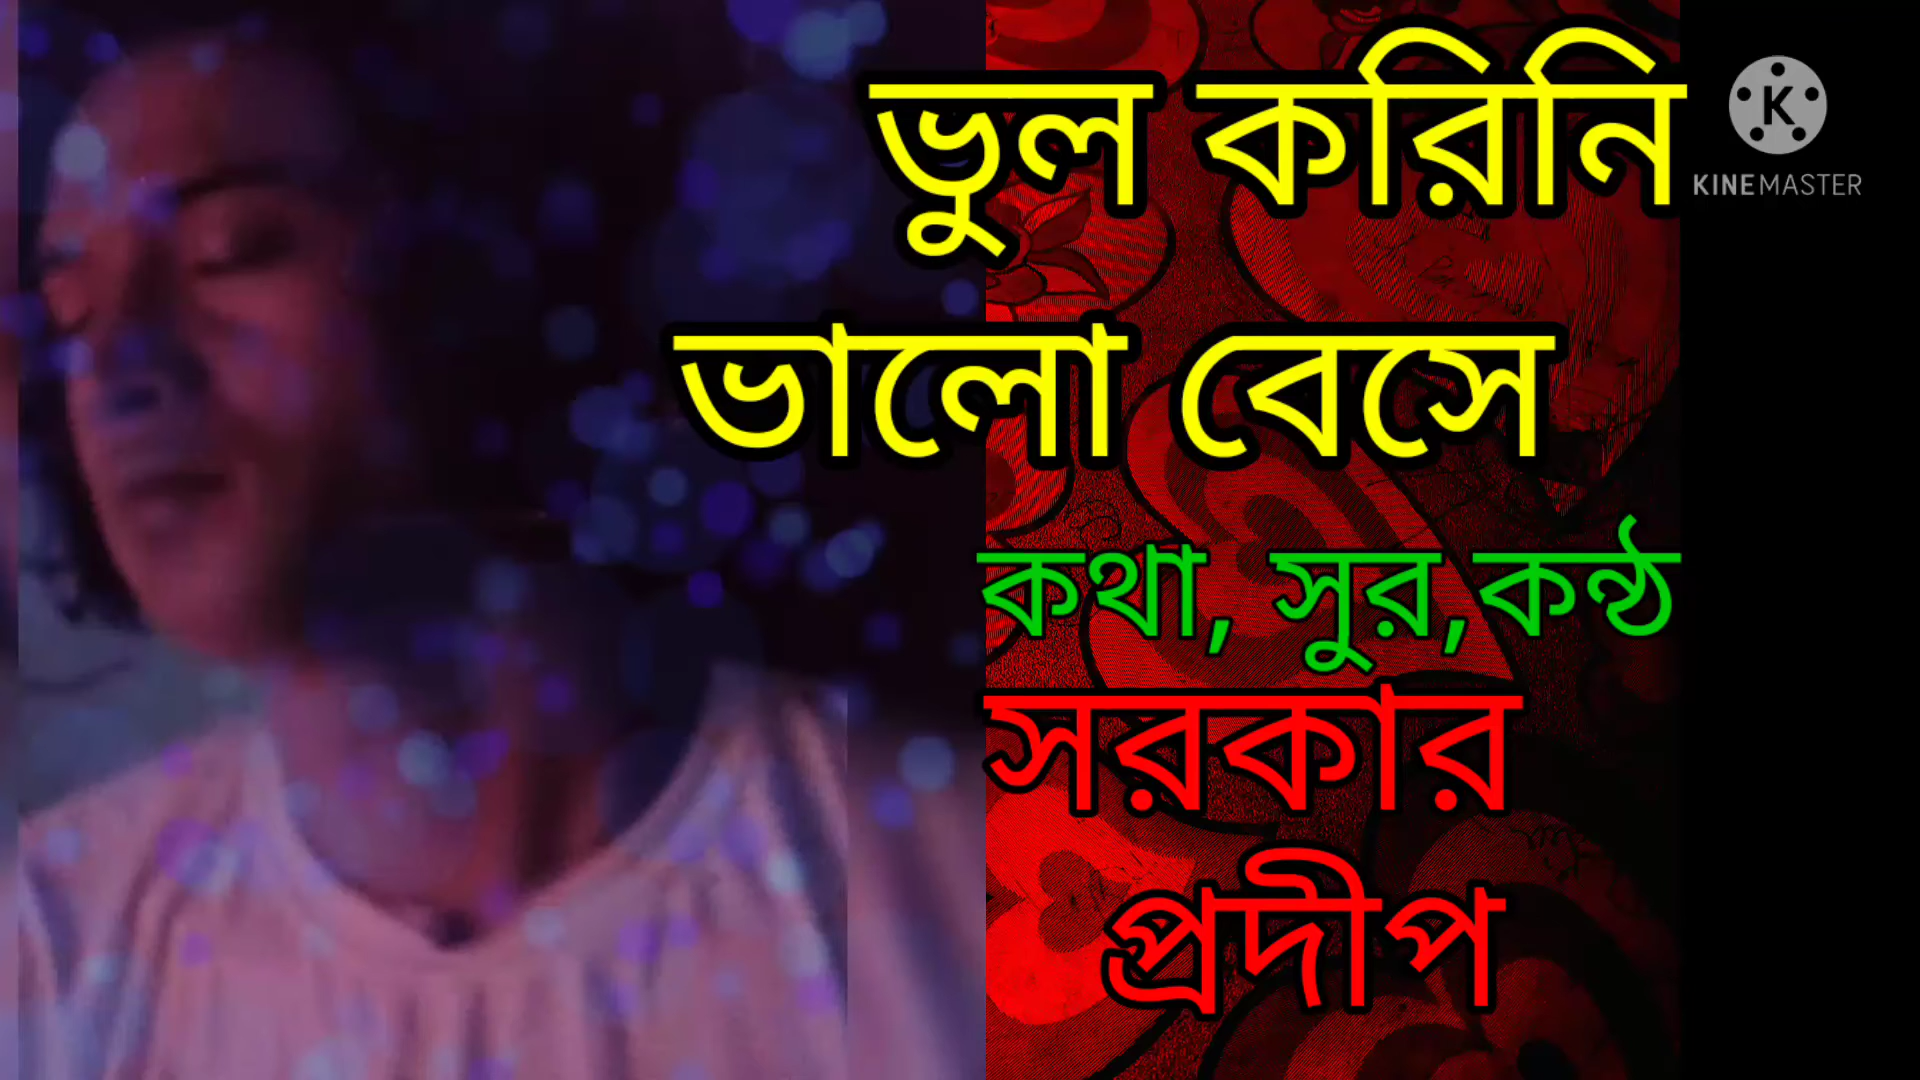 ভুল করিনি
KINEMASTER
ভালো বেসে
কথা, সুর,কন্ঠ
সরকার
প্রদীপ